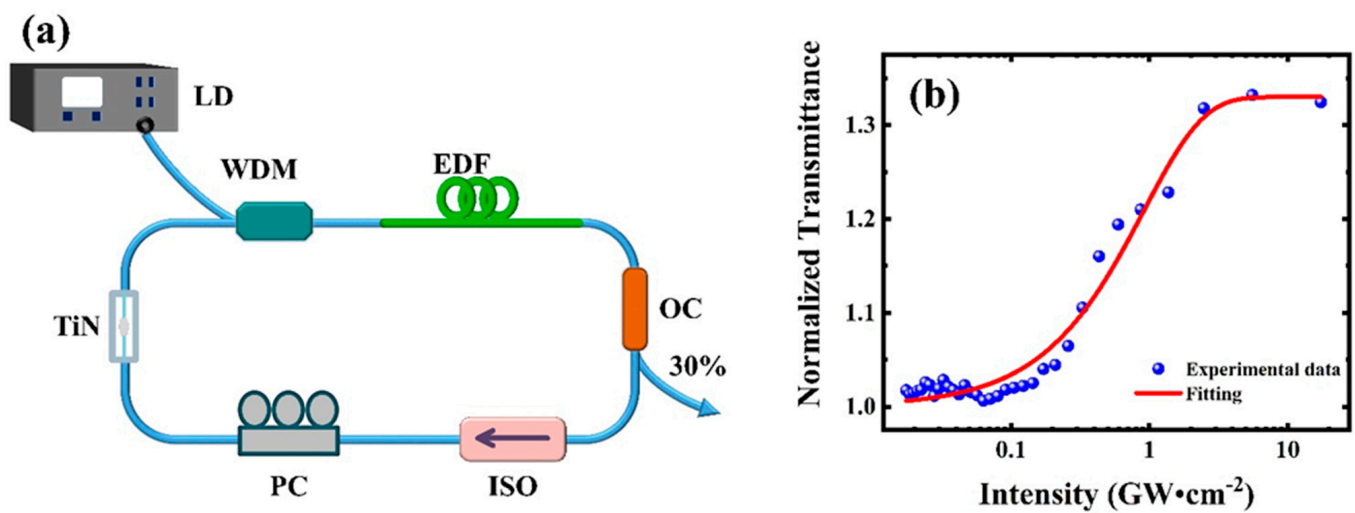 (a)
LD
WDM
EDF
TiN
OC
30%
PC
ISO
(b)
Normalized Transmittance
1.3
1.2
1.1
1.0
Experimental data
Fitting
0.1
1
10
Intensity (GW•cm⁻²)